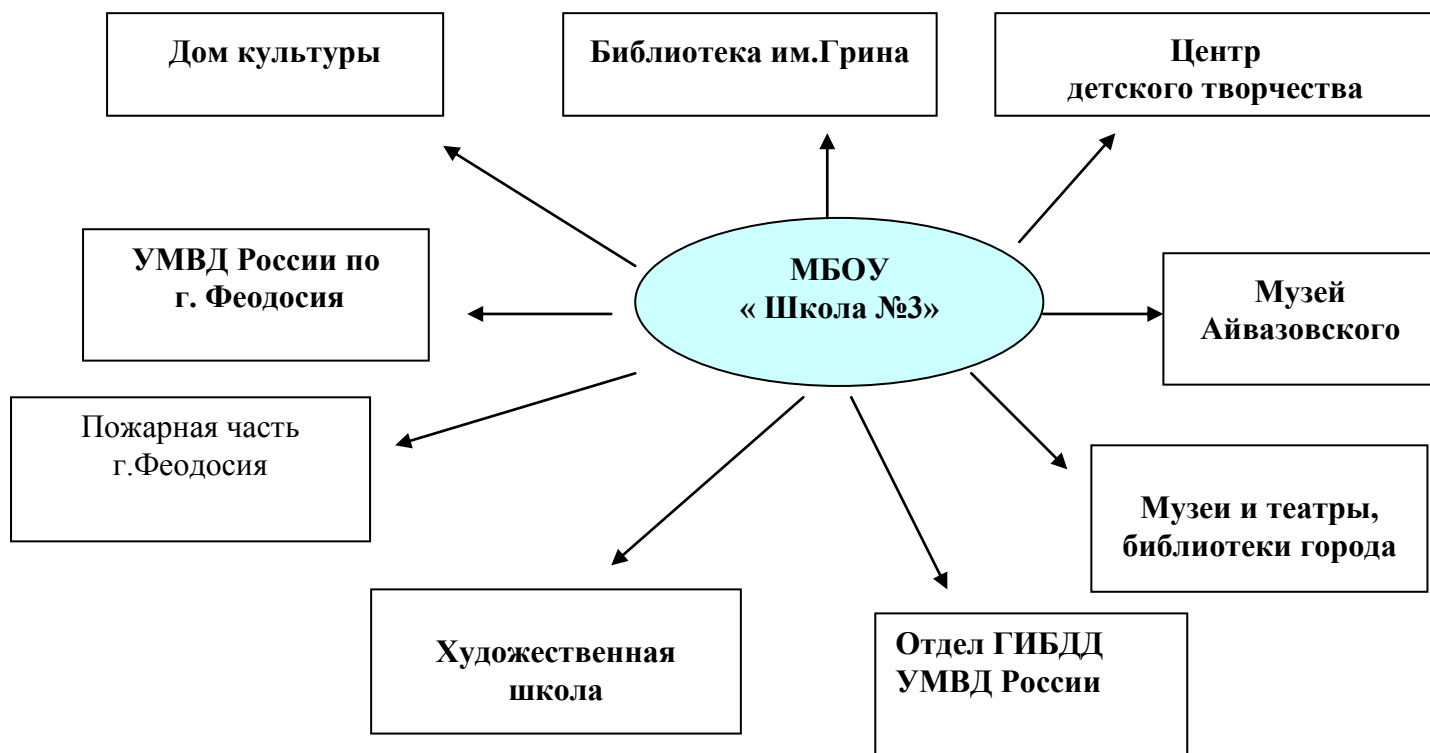 Дом культуры
Библиотека им.Грина
Центр
детского творчества
УМВД России по
г. Феодосия
МБОУ
« Школа №3»
Музей
Айвазовского
Пожарная часть
г.Феодосия
Музеи и театры,
библиотеки города
Художественная
школа
Отдел ГИБДД
УМВД России